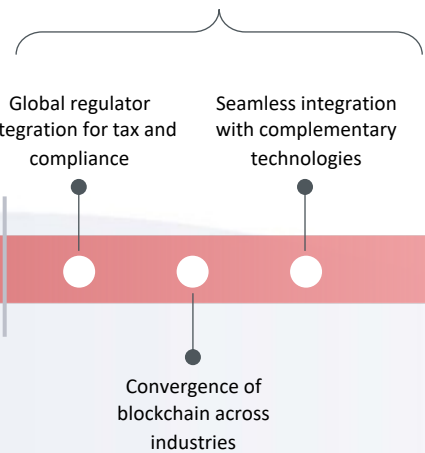 Global regulator
tegration for tax and
compliance
Seamless integration
with complementary
technologies
Convergence of
blockchain across
industries